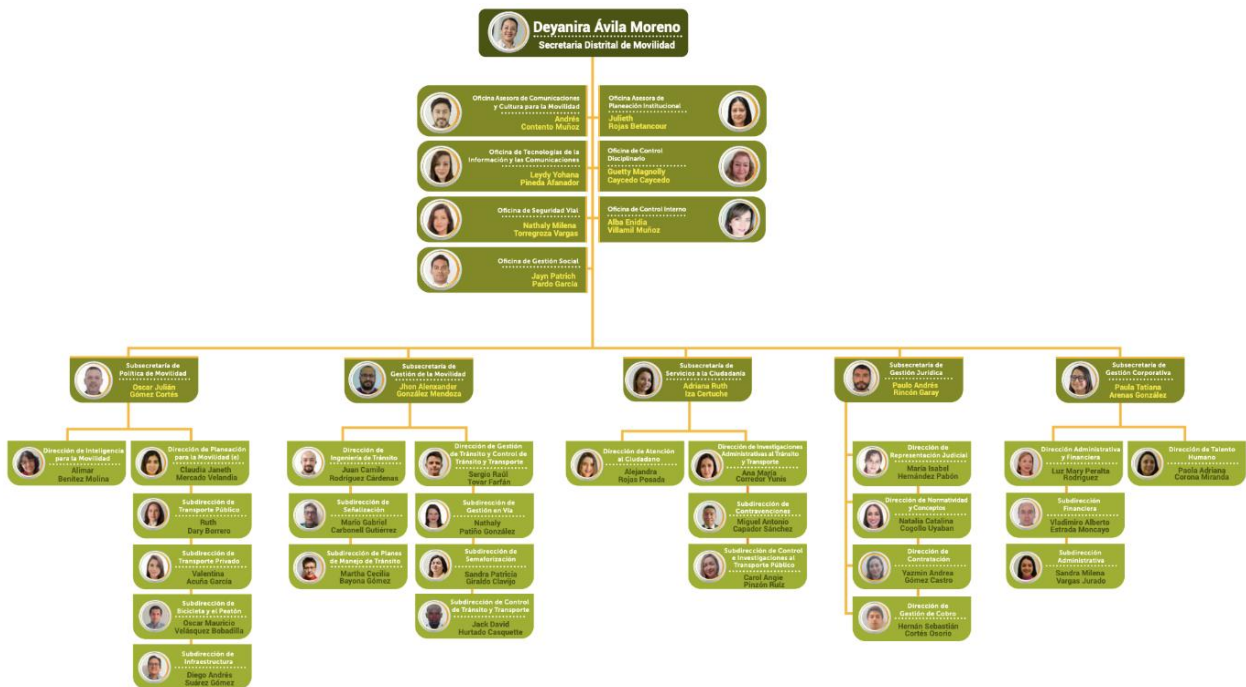 Deyanira Ávila Moreno
Secretaria Distrital de Movilidad
Oficina Asesora de Comunicaciones
y Cultura para la Movilidad
Andrés
Contento Muñoz
Oficina Asesora de
Planeación Institucional
Julieth
Rojas Betancour
Oficina de Tecnologías de la
Información y las Comunicaciones
Leydy Yohana
Pineda Afanador
Oficina de Control
Disciplinario
Guetty Magnolly
Caycedo Caycedo
Oficina de Seguridad Vial
Nathaly Milena
Torregroza Vargas
Oficina de Control Interno
Alba Enidia
Villamil Muñoz
Oficina de Gestión Social
Jayn Patrich
Pardo García
Subsecretaría de
Política de Movilidad
Oscar Julián
Gómez Cortés
Subsecretaría de
Gestión de la Movilidad
Jhon Alenxander
González Mendoza
Subsecretaría de
Servicios a la Ciudadanía
Adriana Ruth
Iza Certuche
Subsecretaría de
Gestión Jurídica
Paulo Andrés
Rincón Garay
Subsecretaría de
Gestión Corporativa
Paula Tatiana
Arenas González
Dirección de Inteligencia
para la Movilidad
Alimar
Benítez Molina
Dirección de Planeación
para la Movilidad (e)
Claudia Janeth
Mercado Velandia
Subdirección de
Transporte Público
Ruth
Dary Borrero
Subdirección de
Transporte Privado
Valentina
Acuña García
Subdirección de
Bicicleta y el Peatón
Oscar Mauricio
Velásquez Bobadilla
Subdirección de
Infraestructura
Diego Andrés
Suárez Gómez
Dirección de
Ingeniería de Tránsito
Juan Camilo
Rodríguez Cárdenas
Subdirección de
Señalización
Mario Gabriel
Carbonell Gutiérrez
Subdirección de Planes
de Manejo de Tránsito
Martha Cecilia
Bayona Gómez
Dirección de Gestión
de Tránsito y Control de
Tránsito y Transporte
Sergio Raúl
Tovar Farfán
Subdirección de
Gestión en Vía
Nathaly
Patiño González
Subdirección de
Semaforización
Sandra Patricia
Giraldo Clavijo
Subdirección de Control
de Tránsito y Transporte
Jack David
Hurtado Casquette
Dirección de Atención
al Ciudadano
Alejandra
Rojas Posada
Dirección de Investigaciones
Administrativas al Tránsito
y Transporte
Ana María
Corredor Yunis
Subdirección de
Contravenciones
Miguel Antonio
Capador Sánchez
Subdirección de Control
e Investigaciones al
Transporte Público
Carol Angie
Pinzón Ruiz
Dirección de
Representación Judicial
María Isabel
Hernández Pabón
Dirección de Normatividad
y Conceptos
Natalia Catalina
Cogollo Uyaban
Dirección de
Contratación
Yazmín Andrea
Gómez Castro
Dirección de
Gestión de Cobro
Hernán Sebastián
Cortés Osorio
Dirección Administrativa
y Financiera
Luz Mary Peralta
Rodríguez
Subdirección
Financiera
Vladimiro Alberto
Estrada Moncayo
Subdirección
Administrativa
Sandra Milena
Vargas Jurado
Dirección de Talento
Humano
Paola Adriana
Corona Miranda